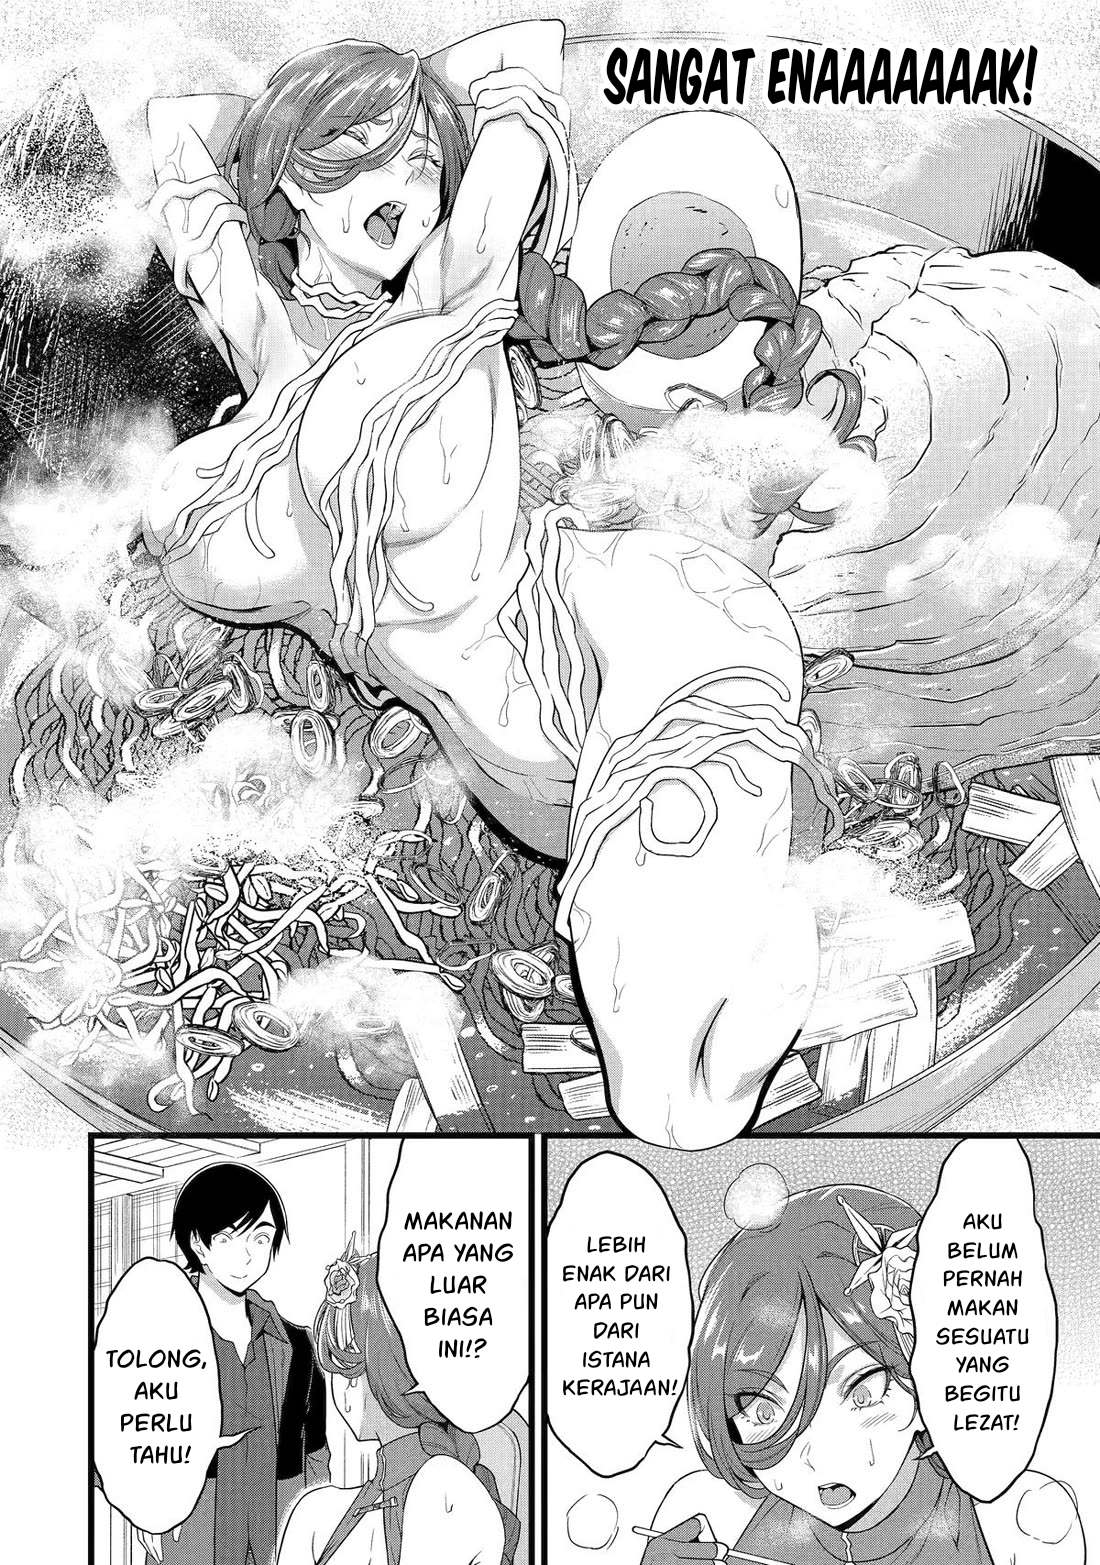 SANGAT ENAAAAAAAK!
AKU
BELUM
PERNAH
MAKAN
SESUATU
YANG
BEGITU
LEZAT!
LEBIH
ENAK DARI
APA PUN
DARI
ISTANA
KERAJAAN!
MAKANAN
APA YANG
LUAR
BIASA
INI!?
TOLONG,
AKU
PERLU
TAHU!